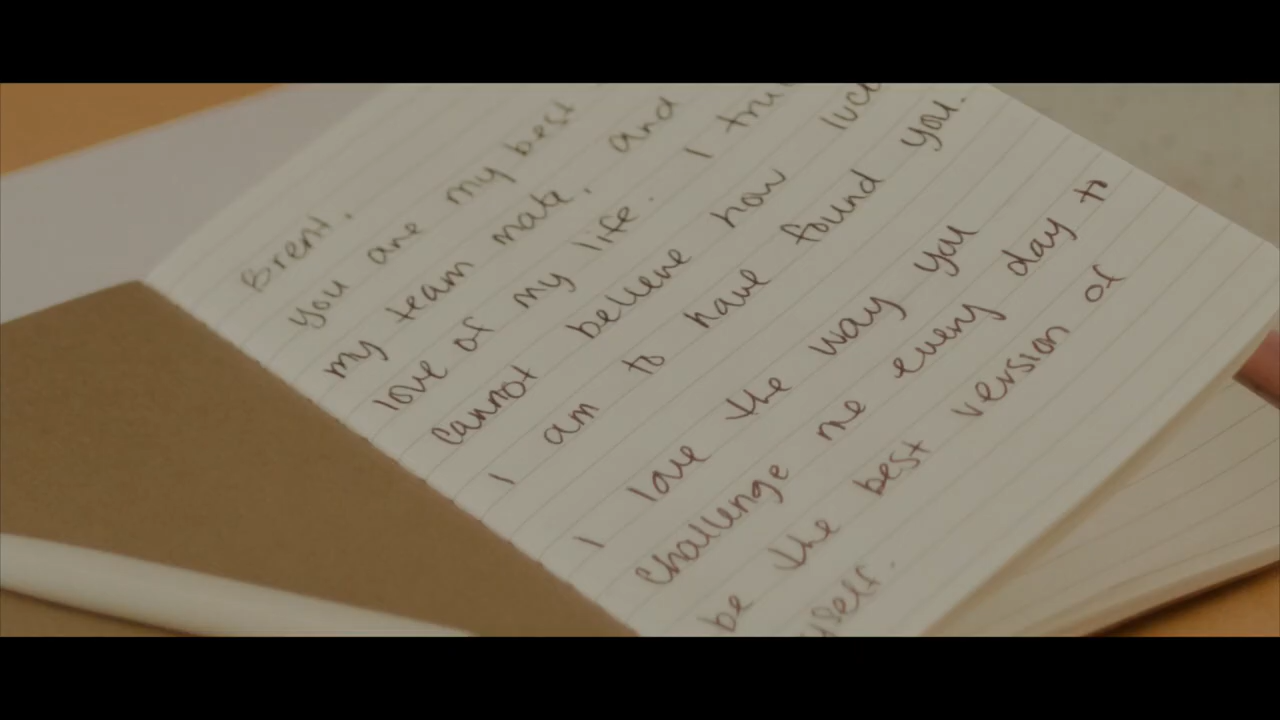 Brent,
you are my best
my team mate, and
love of my life. I
cannot believe how
I am to have found you.
I love the way you
challenge me every day to
be the best version of